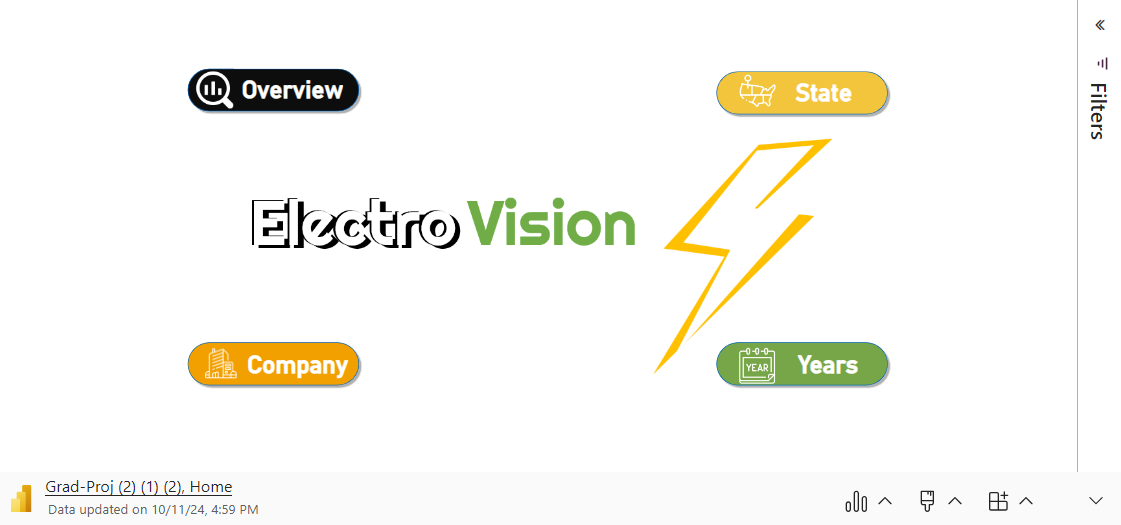 Overview
State
Filters
Electro Vision
Company
YEAR
Years
Grad-Proj (2) (1) (2), Home
Data updated on 10/11/24, 4:59 PM